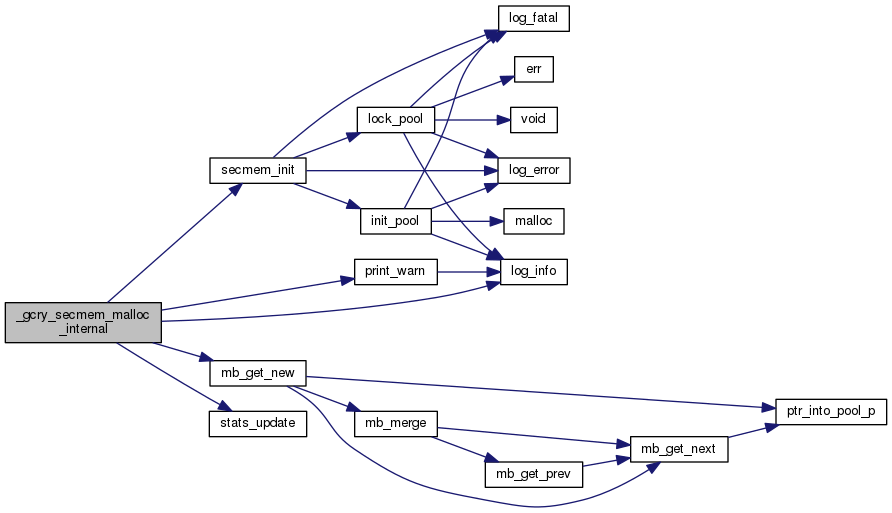 log_fatal
err
lock_pool
void
secmem_init
log_error
init_pool
malloc
print_warn
log_info
_gcry_secmem_malloc
_internal
mb_get_new
ptr_into_pool_p
stats_update
mb_merge
mb_get_next
mb_get_prev